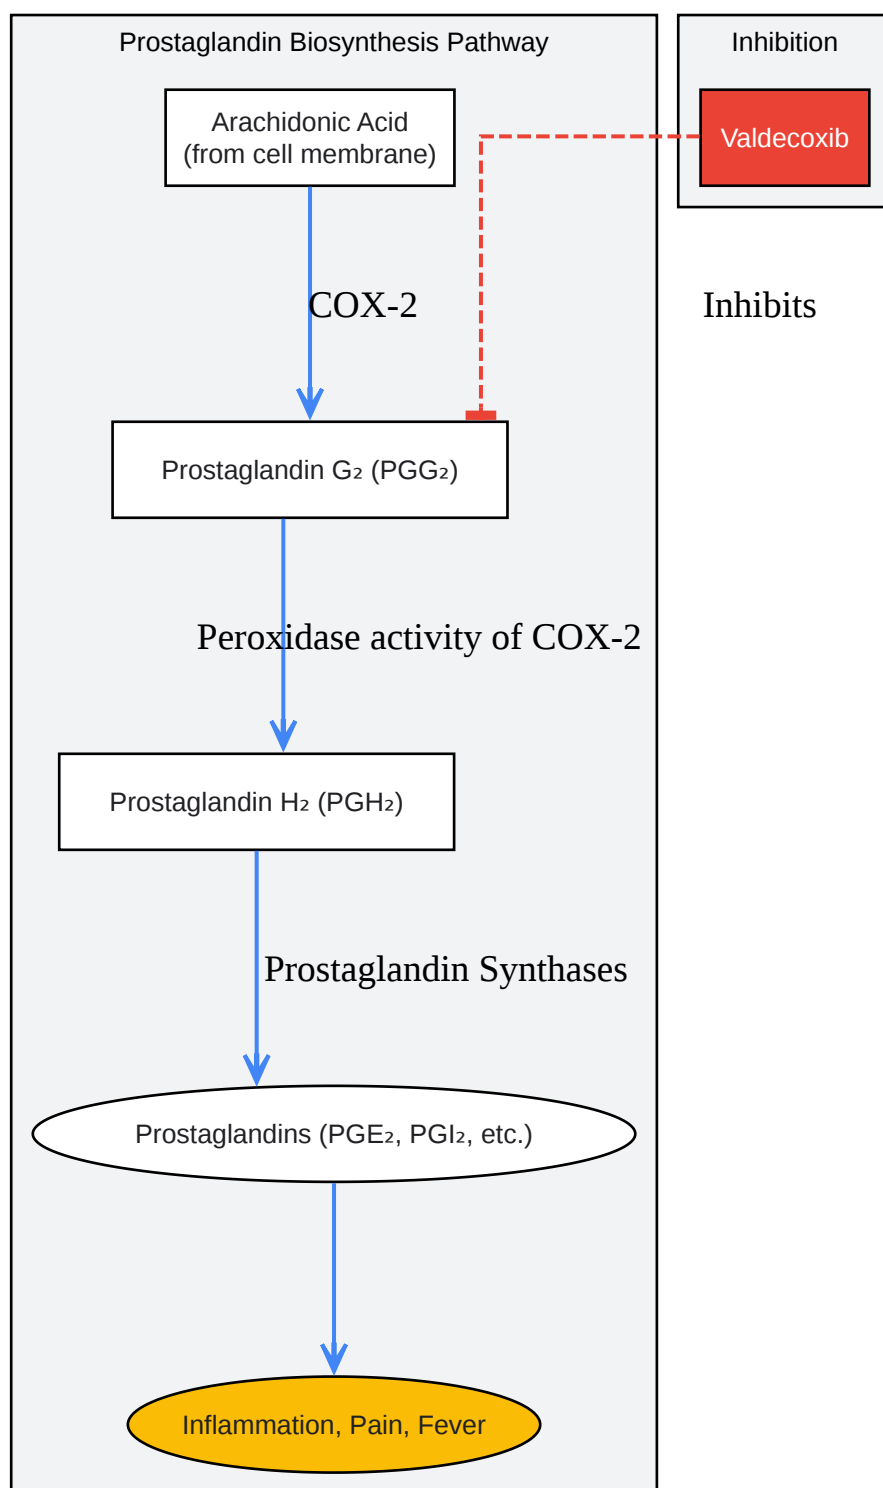 Prostaglandin Biosynthesis Pathway
Inhibition
Arachidonic Acid
(from cell membrane)
Valdecoxib
COX-2
Inhibits
Prostaglandin G₂ (PGG₂)
Peroxidase activity of COX-2
Prostaglandin H₂ (PGH₂)
Prostaglandin Synthases
Prostaglandins (PGE₂, PGI₂, etc.)
Inflammation, Pain, Fever